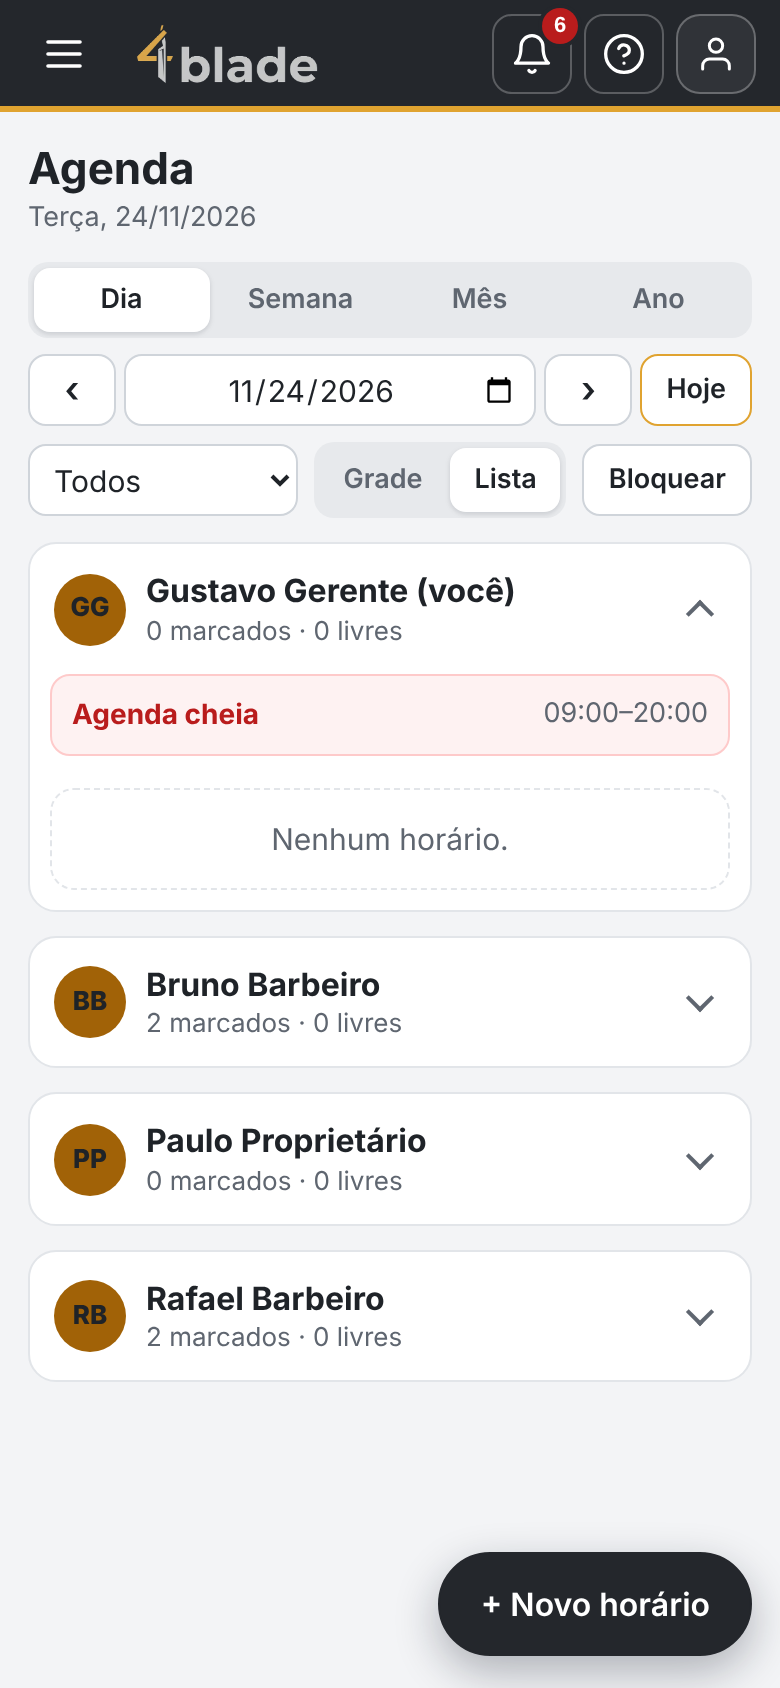 4blade
6
Agenda
Terça, 24/11/2026
Dia Semana Mês Ano
‹ 11/24/2026 › Hoje
Todos Grade Lista Bloquear
GG Gustavo Gerente (você)
0 marcados · 0 livres
Agenda cheia 09:00–20:00
Nenhum horário.
BB Bruno Barbeiro
2 marcados · 0 livres
PP Paulo Proprietário
0 marcados · 0 livres
RB Rafael Barbeiro
2 marcados · 0 livres
+ Novo horário